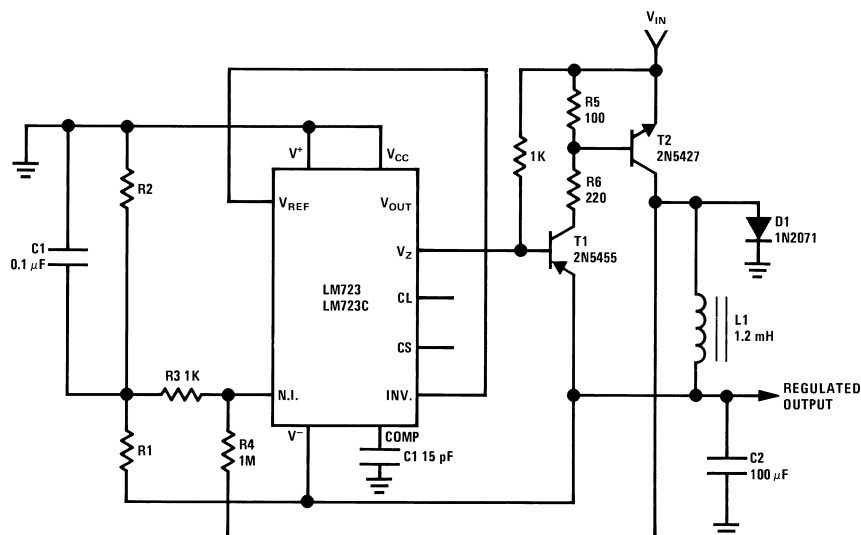 V_IN
R5
100
T2
2N5427
1K
R6
220
V⁺
V_CC
R2
V_REF
V_OUT
D1
1N2071
T1
2N5455
C1
0.1 μF
V_Z
LM723
LM723C
CL
L1
1.2 mH
CS
R3 1K
N.I.
INV.
REGULATED
OUTPUT
V⁻
COMP
R1
R4
1M
C1 15 pF
C2
100 μF